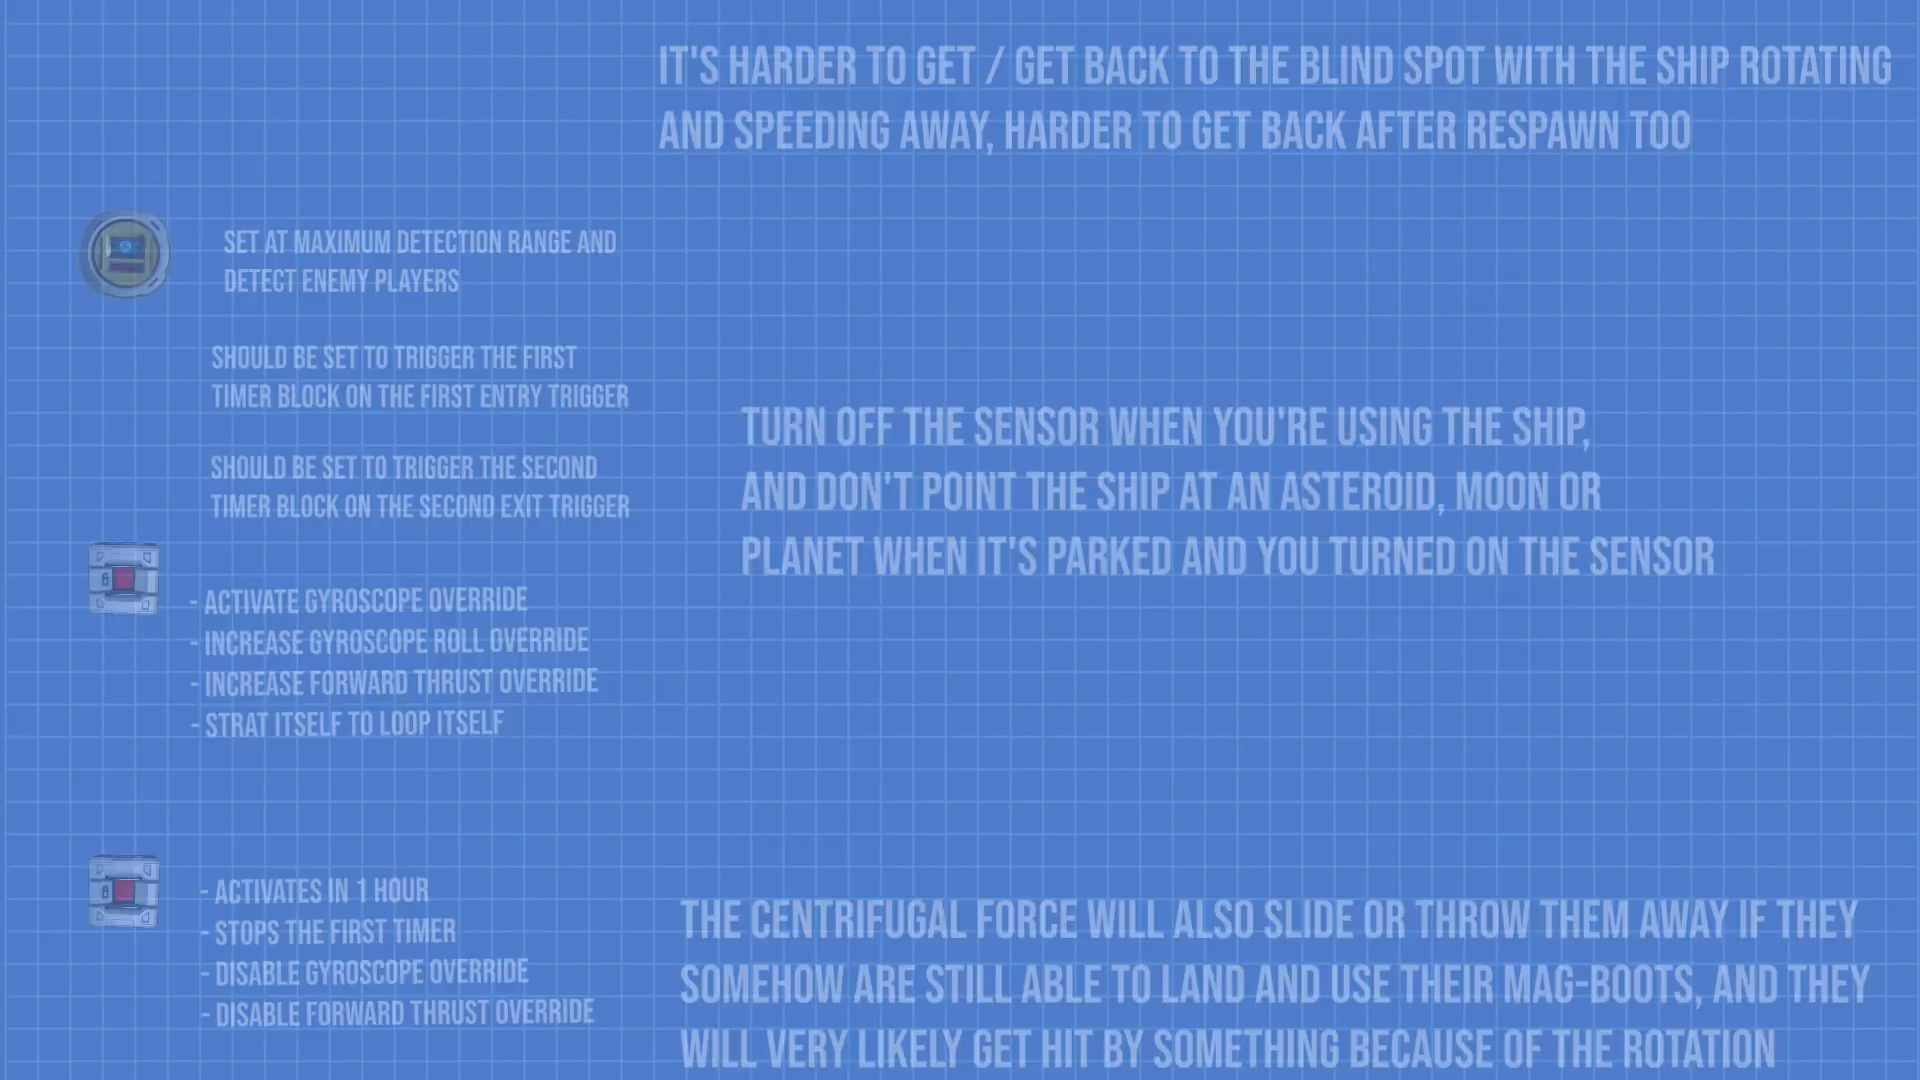 IT'S HARDER TO GET / GET BACK TO THE BLIND SPOT WITH THE SHIP ROTATING
AND SPEEDING AWAY, HARDER TO GET BACK AFTER RESPAWN TOO
SET AT MAXIMUM DETECTION RANGE AND
DETECT ENEMY PLAYERS
SHOULD BE SET TO TRIGGER THE FIRST
TIMER BLOCK ON THE FIRST ENTRY TRIGGER
SHOULD BE SET TO TRIGGER THE SECOND
TIMER BLOCK ON THE SECOND EXIT TRIGGER
TURN OFF THE SENSOR WHEN YOU'RE USING THE SHIP,
AND DON'T POINT THE SHIP AT AN ASTEROID, MOON OR
PLANET WHEN IT'S PARKED AND YOU TURNED ON THE SENSOR
- ACTIVATE GYROSCOPE OVERRIDE
- INCREASE GYROSCOPE ROLL OVERRIDE
- INCREASE FORWARD THRUST OVERRIDE
- STRAT ITSELF TO LOOP ITSELF
- ACTIVATES IN 1 HOUR
- STOPS THE FIRST TIMER
- DISABLE GYROSCOPE OVERRIDE
- DISABLE FORWARD THRUST OVERRIDE
THE CENTRIFUGAL FORCE WILL ALSO SLIDE OR THROW THEM AWAY IF THEY
SOMEHOW ARE STILL ABLE TO LAND AND USE THEIR MAG-BOOTS, AND THEY
WILL VERY LIKELY GET HIT BY SOMETHING BECAUSE OF THE ROTATION